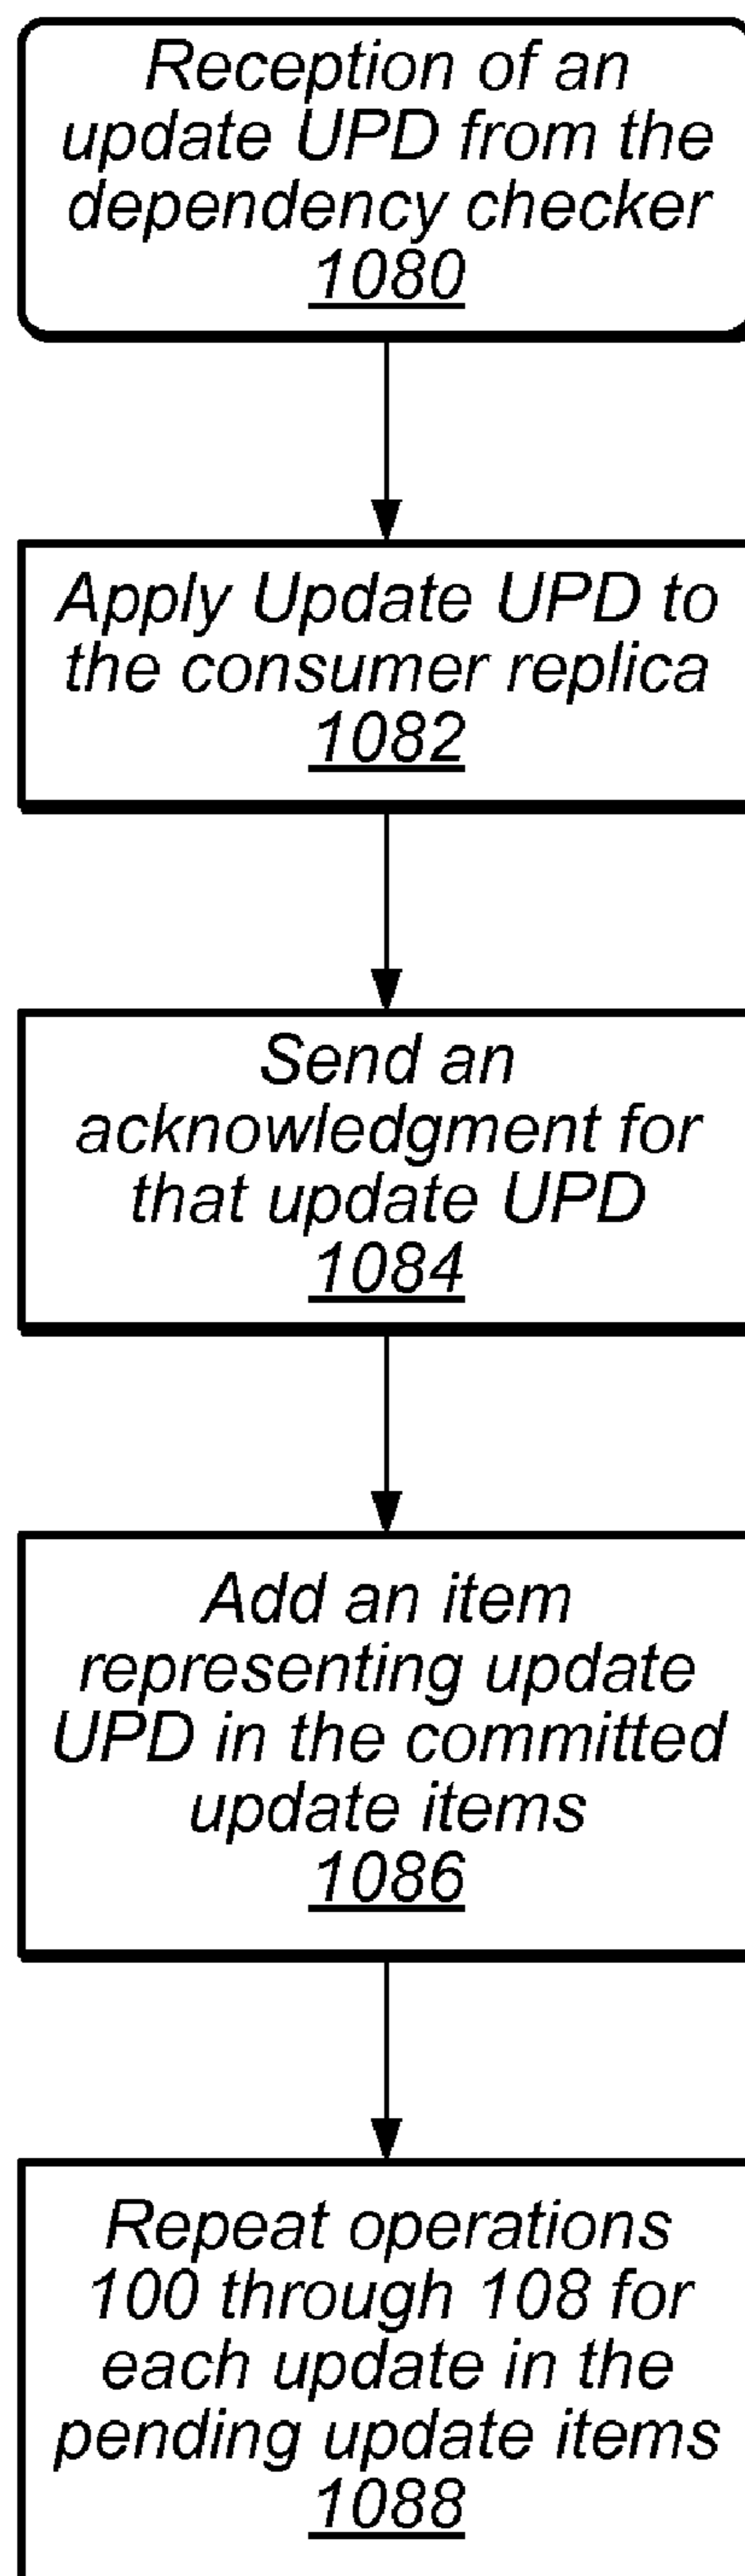 Reception of an
update UPD from the
dependency checker
1080
Apply Update UPD to
the consumer replica
1082
Send an
acknowledgment for
that update UPD
1084
Add an item
representing update
UPD in the committed
update items
1086
Repeat operations
100 through 108 for
each update in the
pending update items
1088